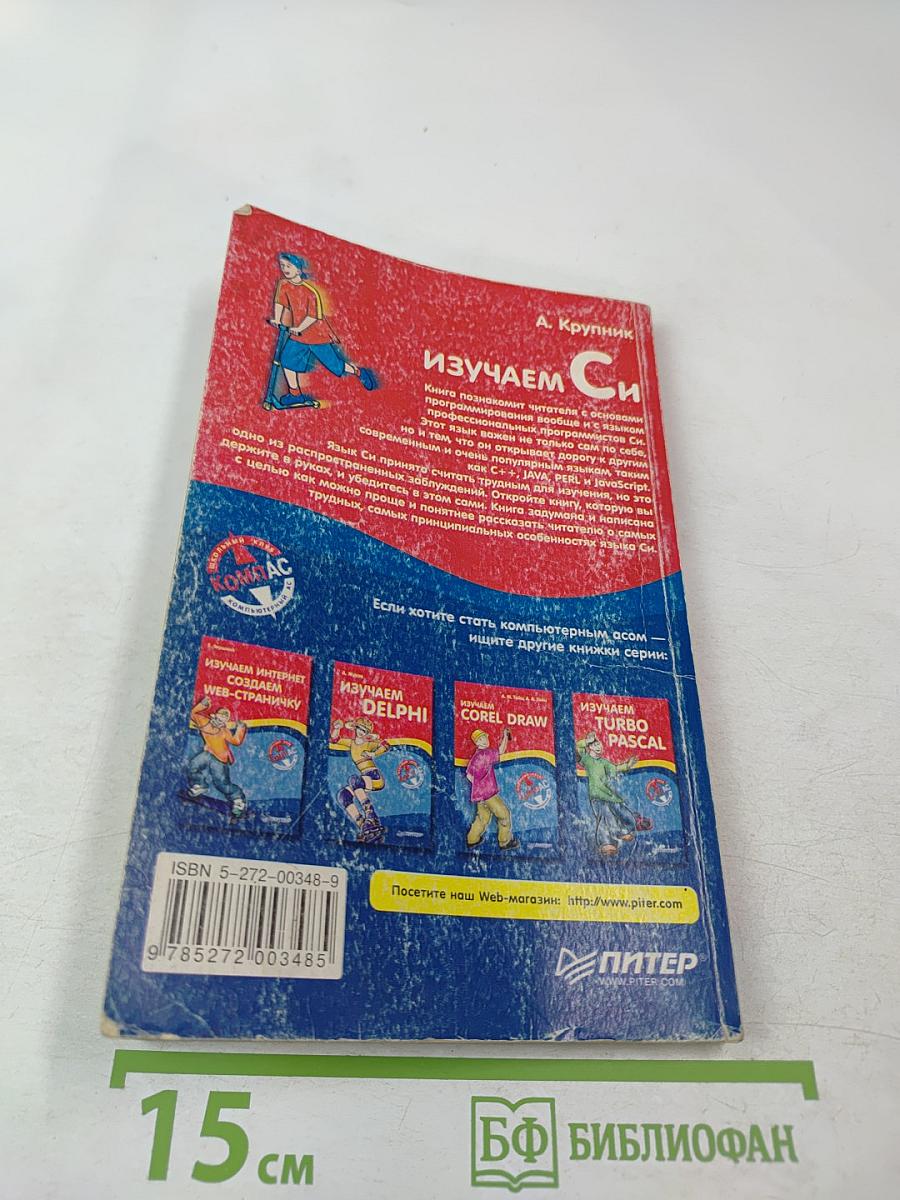 А. Крупник
ИЗУЧАЕМ Си
Книга познакомит читателя с основами
программирования вообще и с языком
профессиональных программистов Си.
Этот язык важен не только сам по себе,
но и тем, что он открывает дорогу к другим
современным и очень популярным языкам, таким
как C++, JAVA, PERL и JavaScript.
Язык Си принято считать трудным для изучения, но это
одно из распространенных заблуждений. Откройте книгу, которую вы
держите в руках, и убедитесь в этом сами. Книга задумана и написана
с целью как можно проще и понятнее рассказать читателю о самых
трудных, самых принципиальных особенностях языка Си.
ШКОЛЬНЫЙ КЛУБ
КОМПАС
КОМПЬЮТЕРНЫЙ АС
Если хотите стать компьютерным асом —
ищите другие книжки серии:
ИЗУЧАЕМ ИНТЕРНЕТ
СОЗДАЕМ
WEB-СТРАНИЧКУ
ИЗУЧАЕМ
DELPHI
ИЗУЧАЕМ
COREL DRAW
ИЗУЧАЕМ
TURBO
PASCAL
ISBN 5-272-00348-9
9 785272 003485
Посетите наш Web-магазин: http://www.piter.com
ПИТЕР®
WWW.PITER.COM
15 см
БФ БИБЛИОФАН